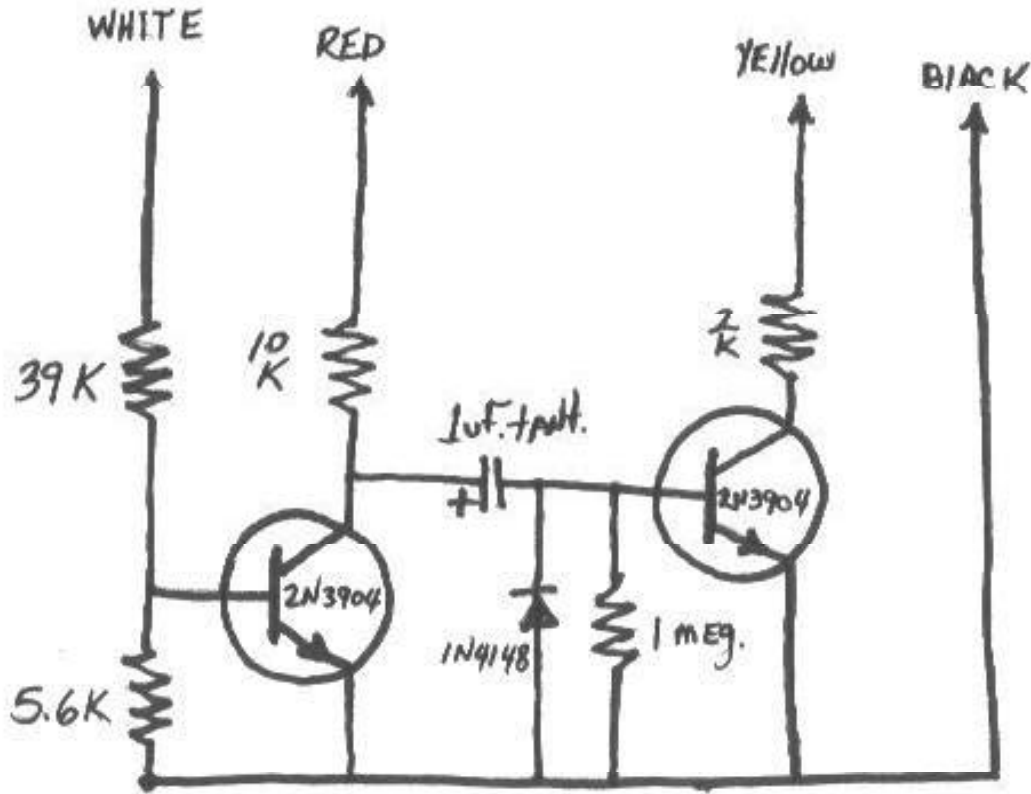 WHITE
RED
YEllow
BlACK
39K
10
K
1uf. tant.
2
K
2N3904
2N3904
1N4148
1 mEg.
5.6K
+